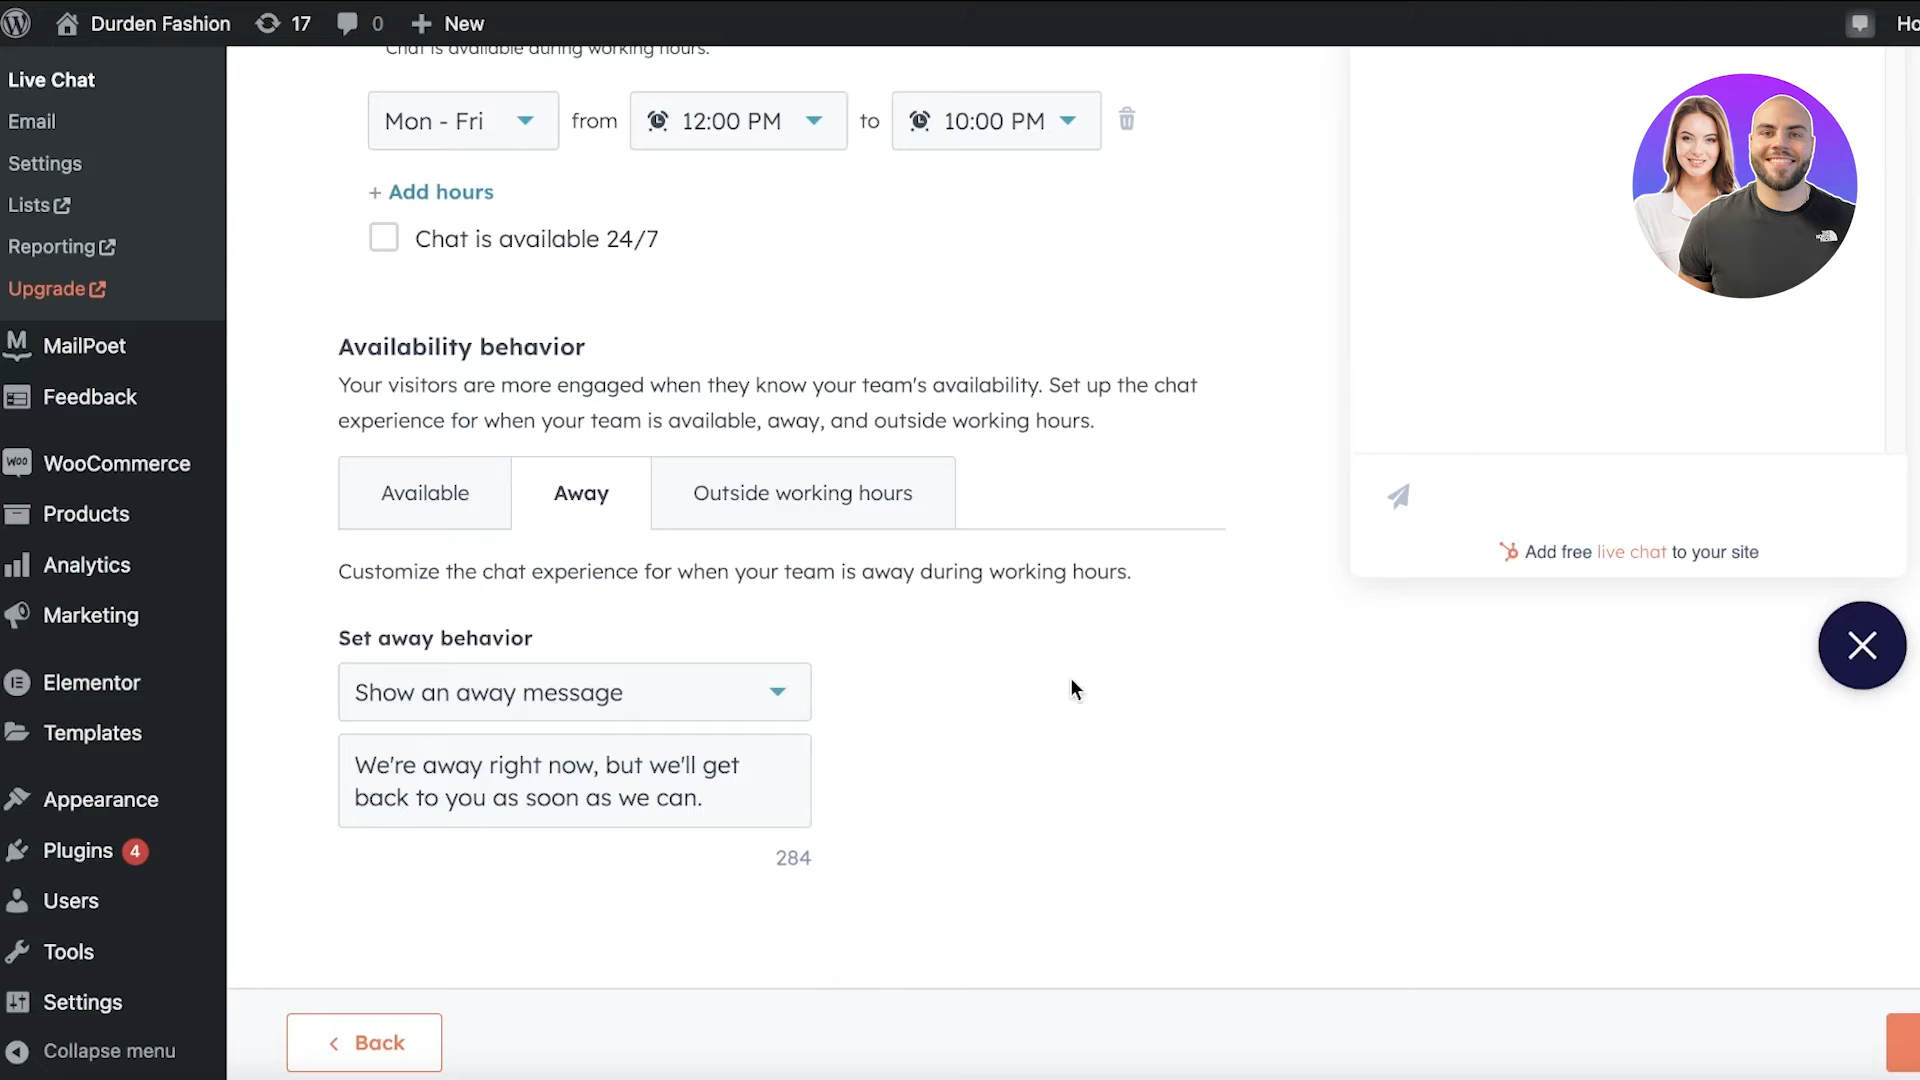 Durden Fashion
17
0
New
Ho
Live Chat
Email
Settings
Lists
Reporting
Upgrade
MailPoet
Feedback
WooCommerce
Products
Analytics
Marketing
Elementor
Templates
Appearance
Plugins 4
Users
Tools
Settings
Collapse menu
Chat is available during working hours.
Mon - Fri from 12:00 PM to 10:00 PM
+ Add hours
Chat is available 24/7
Availability behavior
Your visitors are more engaged when they know your team's availability. Set up the chat
experience for when your team is available, away, and outside working hours.
Available Away Outside working hours
Customize the chat experience for when your team is away during working hours.
Set away behavior
Show an away message
We're away right now, but we'll get
back to you as soon as we can.
284
Back
Add free live chat to your site